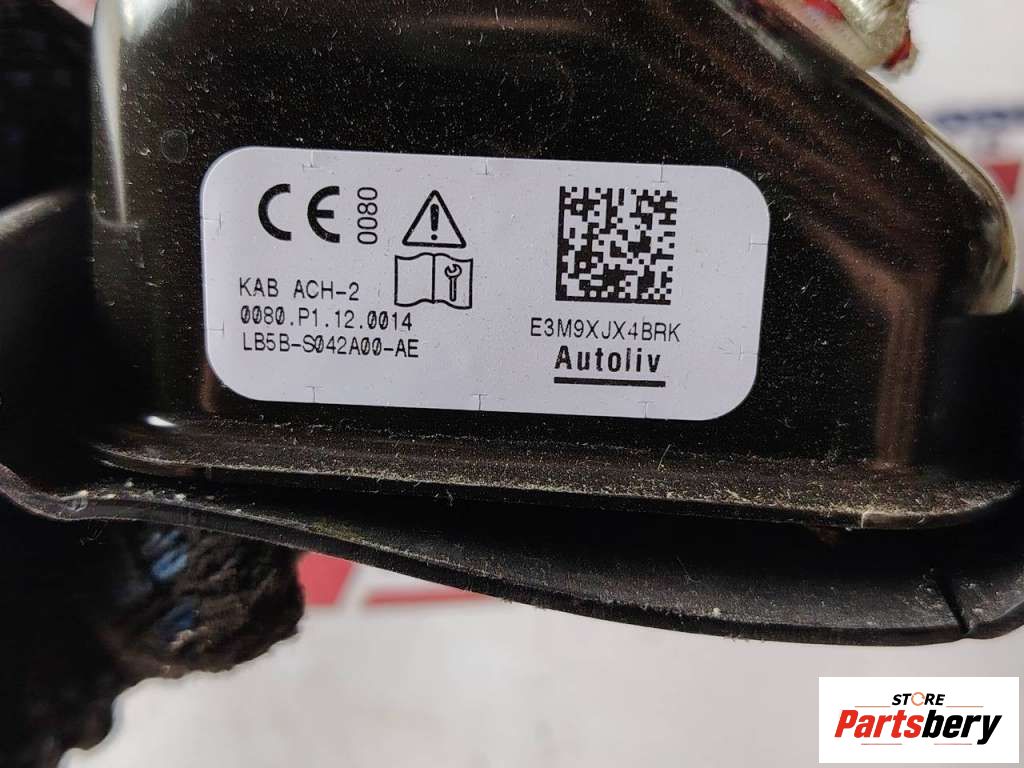 CE 0080
KAB ACH-2
0080.P1.12.0014
LB5B-S042A00-AE
E3M9XJX4BRK
Autoliv
STORE
Partsbery